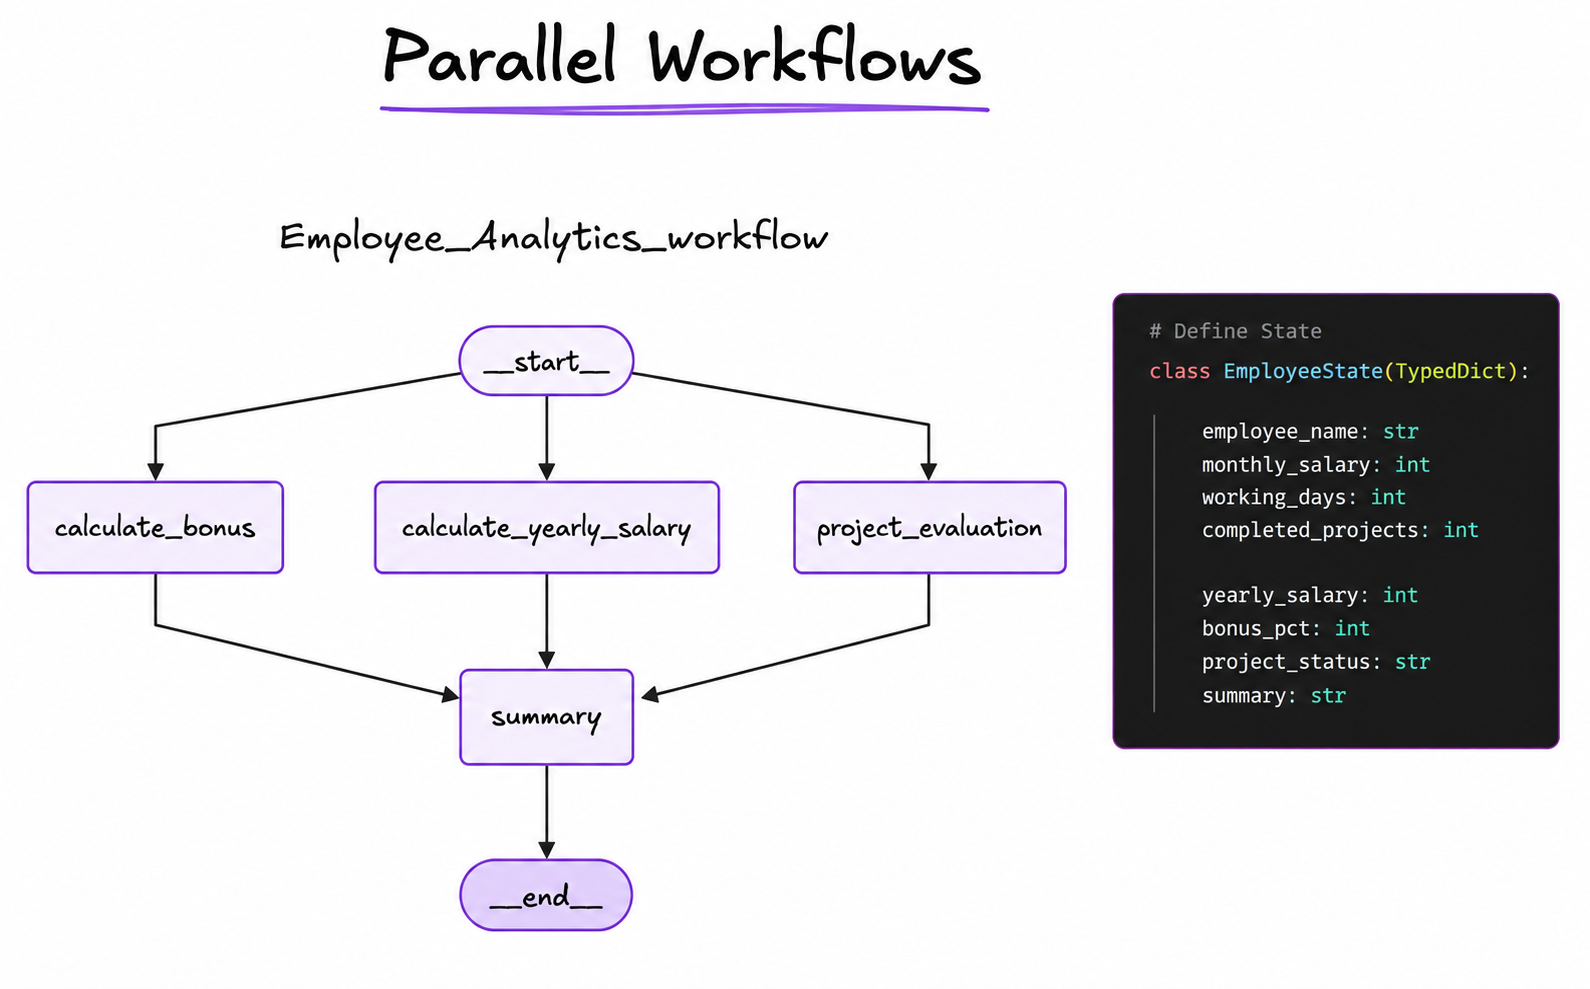 Parallel Workflows
Employee_Analytics_workflow
__start__
calculate_bonus
calculate_yearly_salary
project_evaluation
summary
__end__
# Define State
class EmployeeState(TypedDict):
employee_name: str
monthly_salary: int
working_days: int
completed_projects: int
yearly_salary: int
bonus_pct: int
project_status: str
summary: str